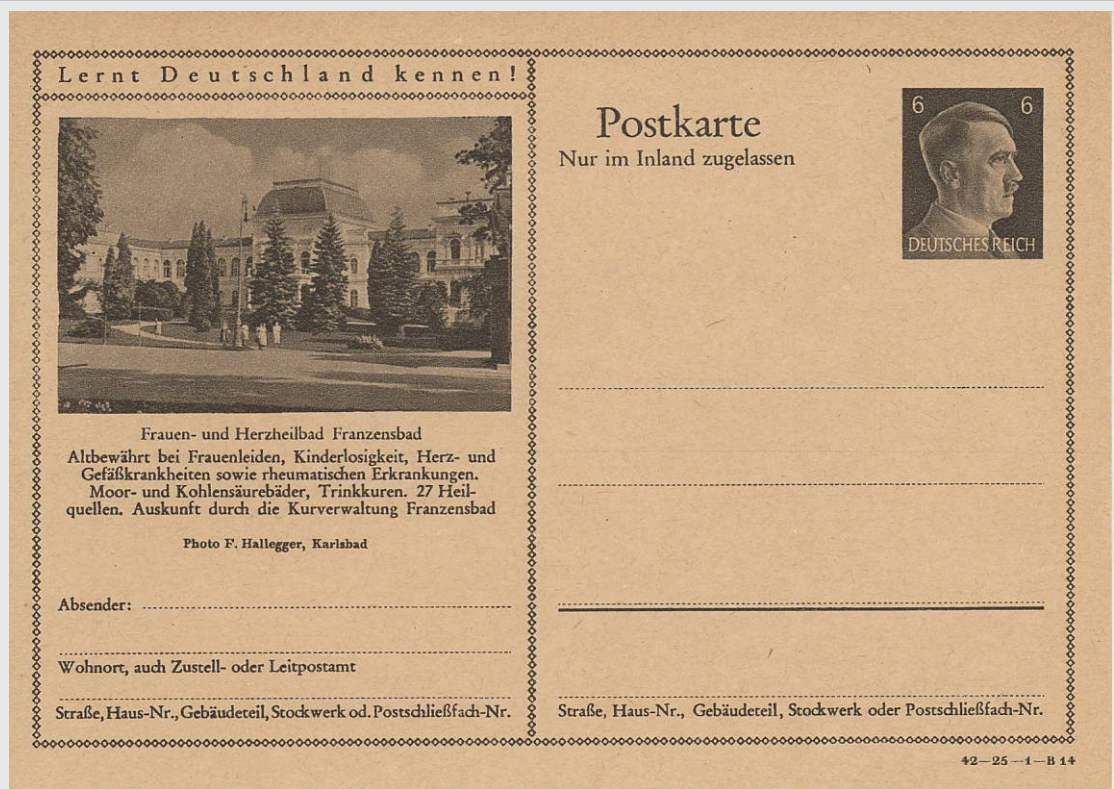 Lernt Deutschland kennen!
Frauen- und Herzheilbad Franzensbad
Altbewährt bei Frauenleiden, Kinderlosigkeit, Herz- und
Gefäßkrankheiten sowie rheumatischen Erkrankungen.
Moor- und Kohlensäurebäder, Trinkkuren. 27 Heil-
quellen. Auskunft durch die Kurverwaltung Franzensbad
Photo F. Hallegger, Karlsbad
Absender:
Wohnort, auch Zustell- oder Leitpostamt
Straße, Haus-Nr., Gebäudeteil, Stockwerk od. Postschließfach-Nr.
Postkarte
Nur im Inland zugelassen
6 6
DEUTSCHES REICH
Straße, Haus-Nr., Gebäudeteil, Stockwerk oder Postschließfach-Nr.
42—25—1—B 14